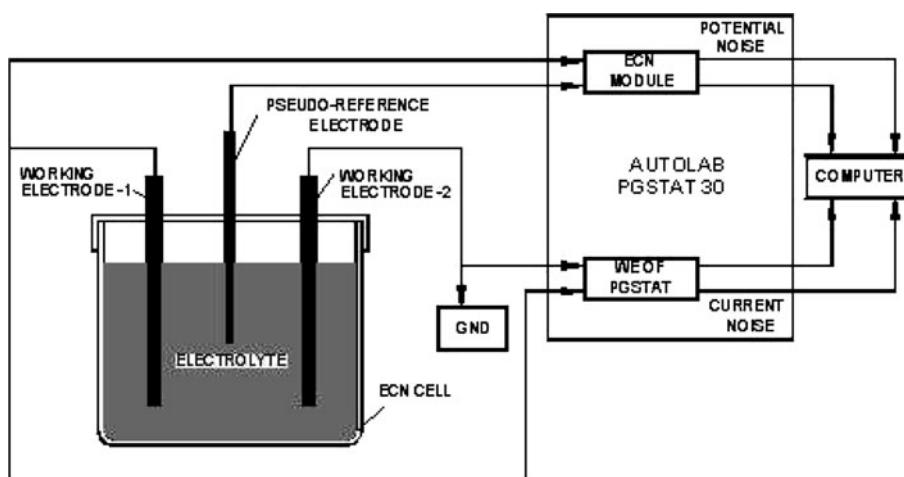 POTENTIAL
NOISE
ECN
MODULE
PSEUDO-REFERENCE
ELECTRODE
WORKING
ELECTRODE-1
WORKING
ELECTRODE-2
AUTOLAB
PGSTAT 30
COMPUTER
WE OF
PGSTAT
CURRENT
NOISE
GND
ELECTROLYTE
ECN CELL